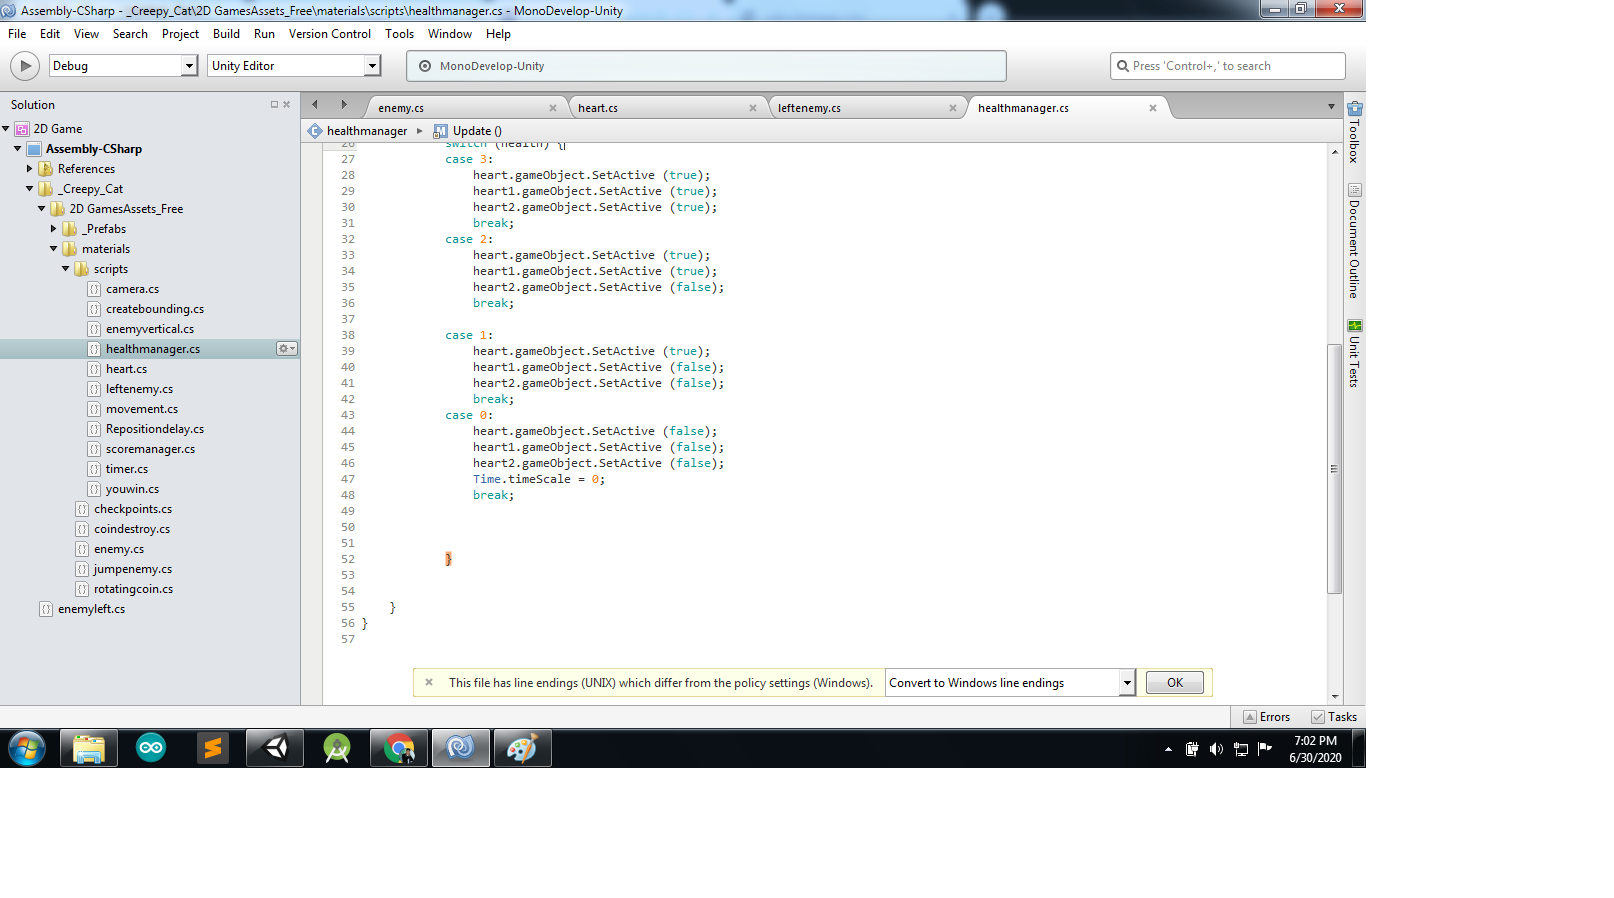 Assembly-CSharp - _Creepy_Cat\2D GamesAssets_Free\materials\scripts\healthmanager.cs - MonoDevelop-Unity
File Edit View Search Project Build Run Version Control Tools Window Help
Debug Unity Editor MonoDevelop-Unity Press 'Control+,' to search
Solution
2D Game
Assembly-CSharp
References
_Creepy_Cat
2D GamesAssets_Free
_Prefabs
materials
scripts
camera.cs
createbounding.cs
enemyvertical.cs
healthmanager.cs
heart.cs
leftenemy.cs
movement.cs
Repositiondelay.cs
scoremanager.cs
timer.cs
youwin.cs
checkpoints.cs
coindestroy.cs
enemy.cs
jumpenemy.cs
rotatingcoin.cs
enemyleft.cs
enemy.cs heart.cs leftenemy.cs healthmanager.cs
healthmanager Update ()
26 switch (health) {
27 case 3:
28 heart.gameObject.SetActive (true);
29 heart1.gameObject.SetActive (true);
30 heart2.gameObject.SetActive (true);
31 break;
32 case 2:
33 heart.gameObject.SetActive (true);
34 heart1.gameObject.SetActive (true);
35 heart2.gameObject.SetActive (false);
36 break;
37
38 case 1:
39 heart.gameObject.SetActive (true);
40 heart1.gameObject.SetActive (false);
41 heart2.gameObject.SetActive (false);
42 break;
43 case 0:
44 heart.gameObject.SetActive (false);
45 heart1.gameObject.SetActive (false);
46 heart2.gameObject.SetActive (false);
47 Time.timeScale = 0;
48 break;
49
50
51
52 }
53
54
55 }
56 }
57
This file has line endings (UNIX) which differ from the policy settings (Windows). Convert to Windows line endings OK
Toolbox
Document Outline
Unit Tests
Errors Tasks
7:02 PM
6/30/2020